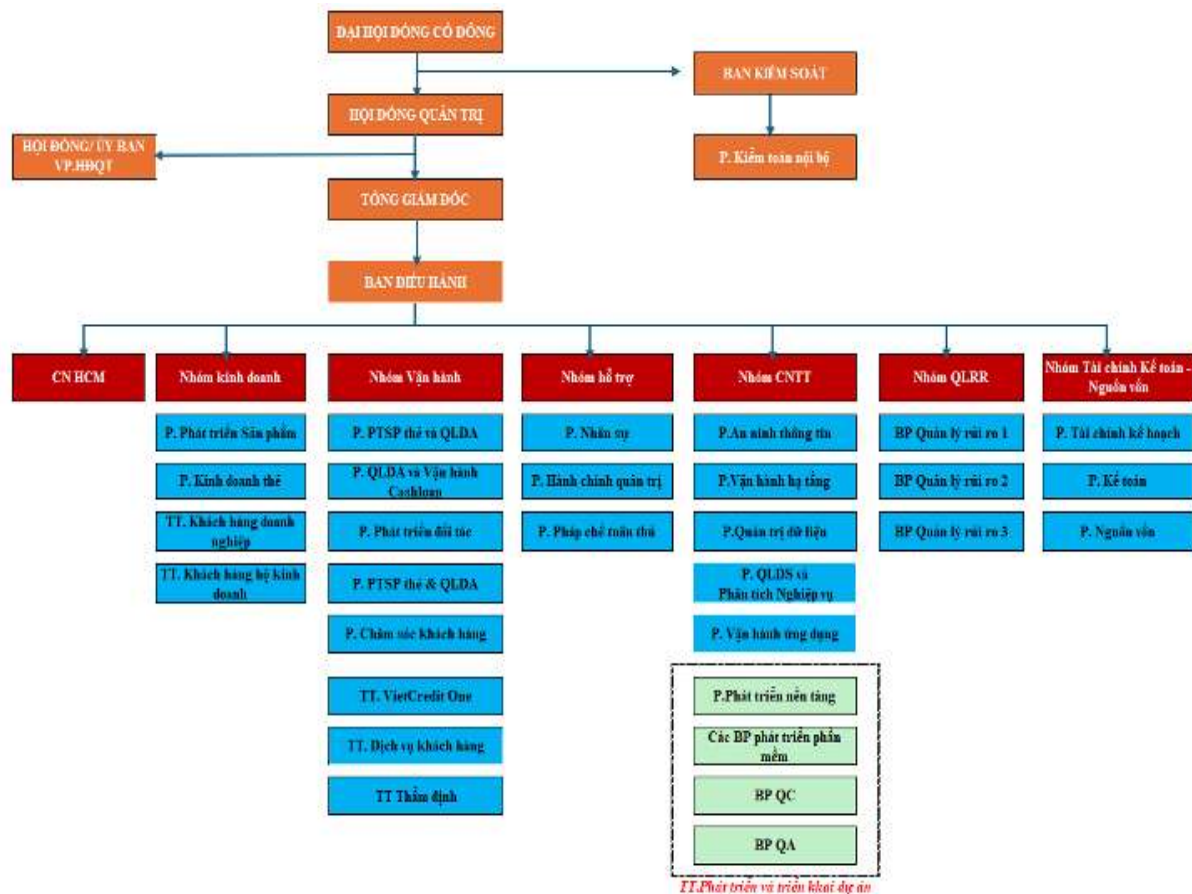 ĐẠI HỘI ĐỒNG CỔ ĐÔNG
BAN KIỂM SOÁT
HỘI ĐỒNG QUẢN TRỊ
HỘI ĐỒNG/ ỦY BAN
VP.HĐQT
P. Kiểm toán nội bộ
TỔNG GIÁM ĐỐC
BAN ĐIỀU HÀNH
CN HCM
Nhóm kinh doanh
Nhóm Vận hành
Nhóm hỗ trợ
Nhóm CNTT
Nhóm QLRR
Nhóm Tài chính Kế toán -
Nguồn vốn
P. Phát triển Sản phẩm
P. PTSP thẻ và QLDA
P. Nhân sự
P.An ninh thông tin
BP Quản lý rủi ro 1
P. Tài chính kế hoạch
P. Kinh doanh thẻ
P. QLDA và Vận hành
Cashloan
P. Hành chính quản trị
P.Vận hành hạ tầng
BP Quản lý rủi ro 2
P. Kế toán
TT. Khách hàng doanh
nghiệp
P. Phát triển đối tác
P. Pháp chế tuân thủ
P.Quản trị dữ liệu
BP Quản lý rủi ro 3
P. Nguồn vốn
TT. Khách hàng hộ kinh
doanh
P. PTSP thẻ & QLDA
P. QLDS và
Phân tích Nghiệp vụ
P. Chăm sóc Khách hàng
P. Vận hành ứng dụng
TT. VietCredit One
P.Phát triển nền tảng
TT. Dịch vụ khách hàng
Các BP phát triển phần
mềm
TT Thẩm định
BP QC
BP QA
TT.Phát triển và triển khai dự án